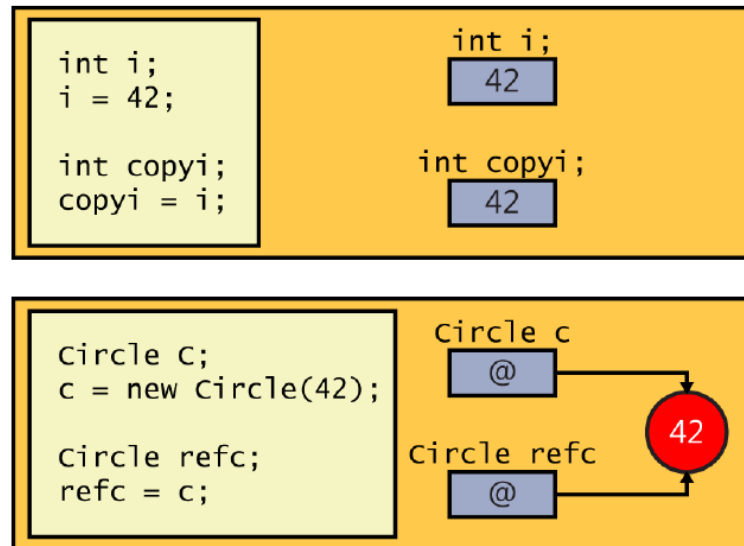 int i;
i = 42;
int copyi;
copyi = i;
int i;
42
int copyi;
42
Circle C;
c = new Circle(42);
Circle refc;
refc = c;
Circle c
@
42
Circle refc
@